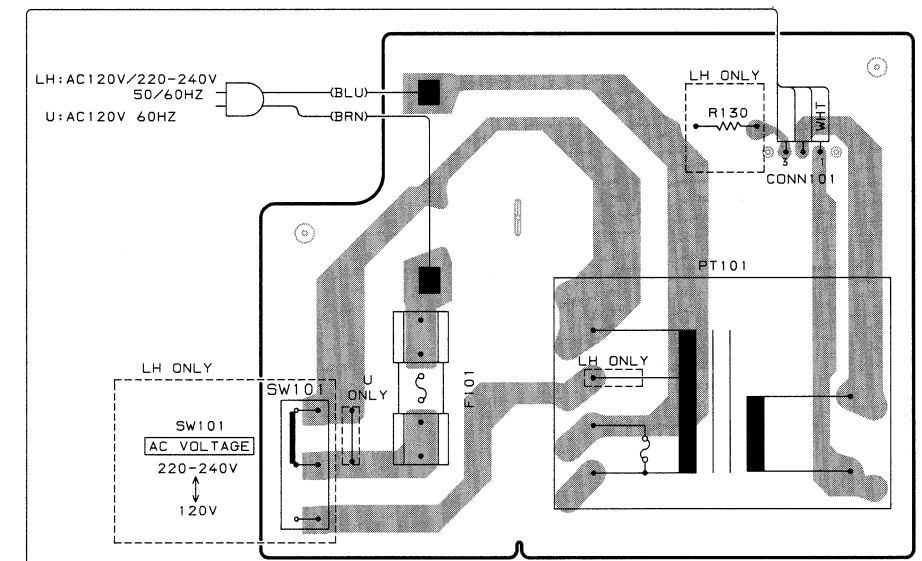 LH:AC120V/220-240V
50/60HZ
U:AC120V 60HZ
(BLU)
(BRN)
LH ONLY
R130
WHT
3
1
CONN101
PT101
LH ONLY
LH ONLY
SW101
U
ONLY
F101
SW101
AC VOLTAGE
220-240V
120V